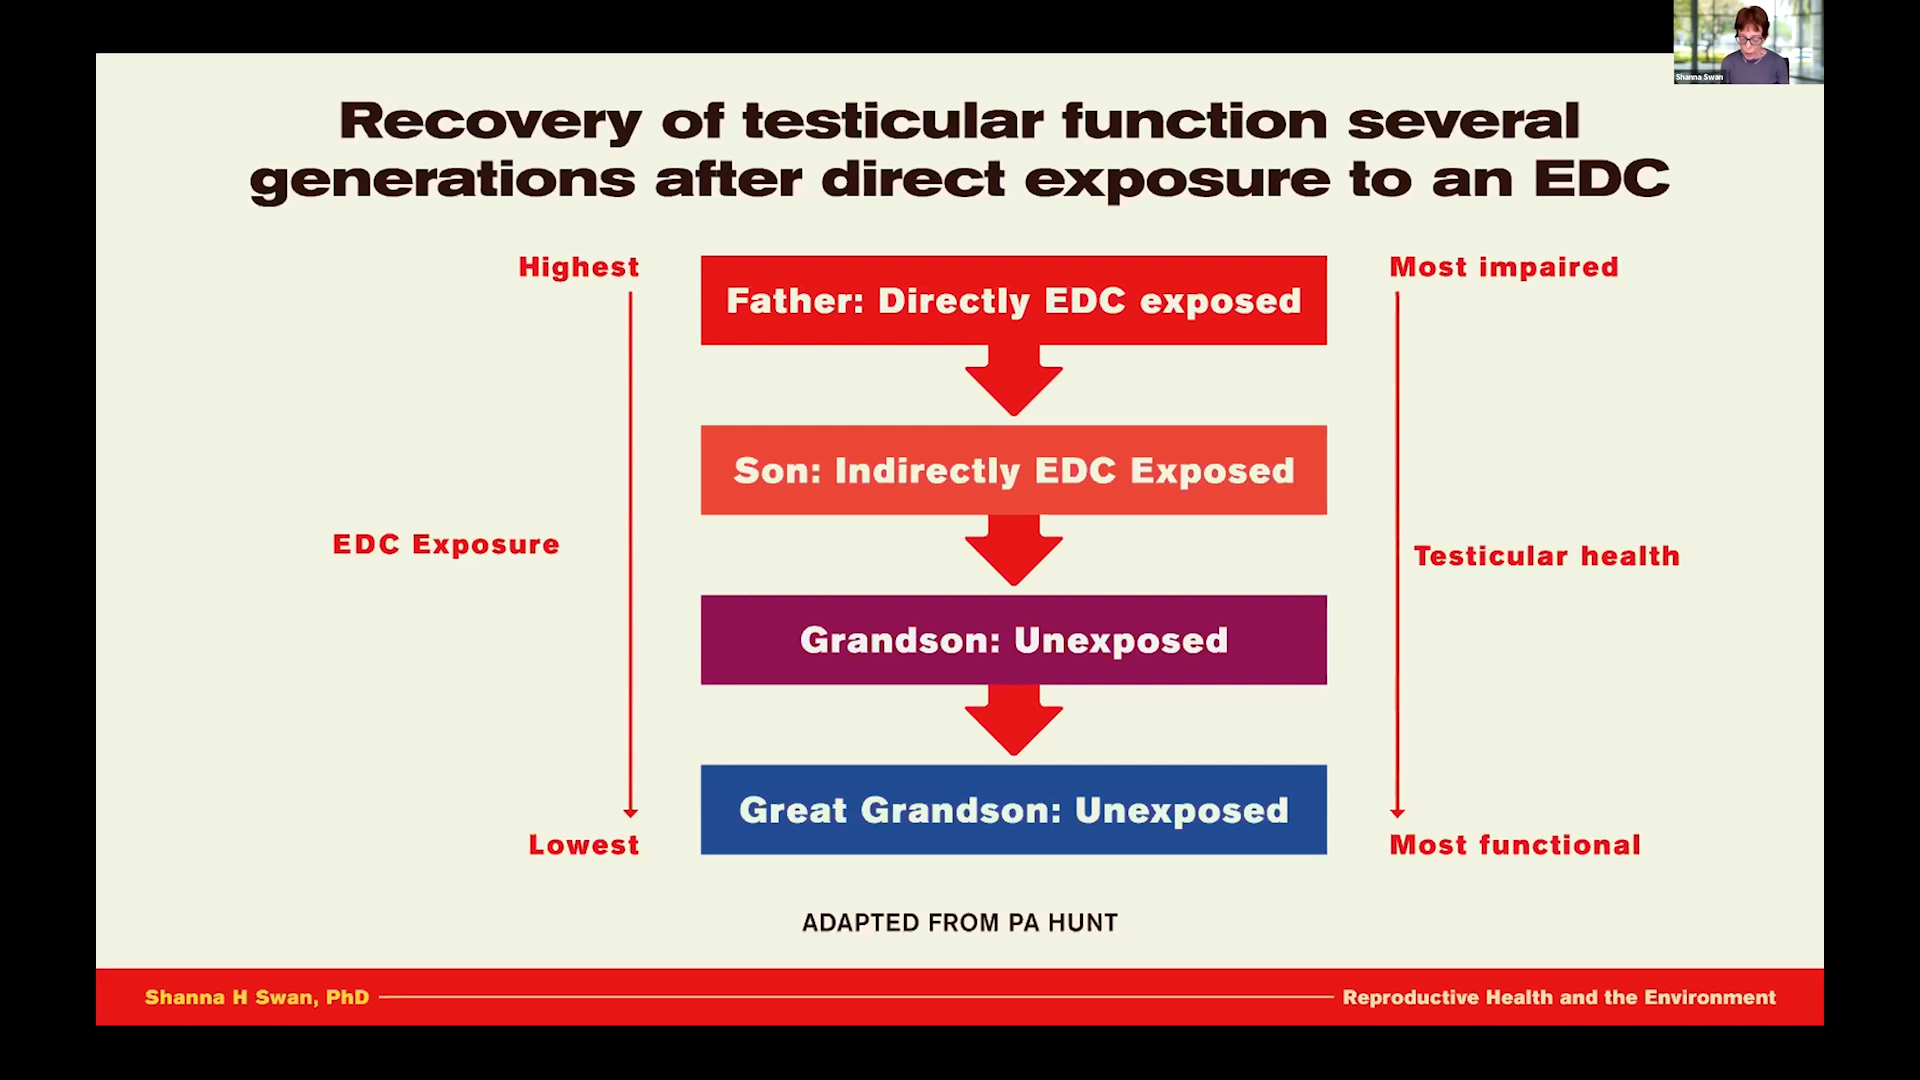 Shanna Swan
Recovery of testicular function several
generations after direct exposure to an EDC
Highest
Father: Directly EDC exposed
Most impaired
Son: Indirectly EDC Exposed
EDC Exposure
Testicular health
Grandson: Unexposed
Great Grandson: Unexposed
Lowest
Most functional
ADAPTED FROM PA HUNT
Shanna H Swan, PhD
Reproductive Health and the Environment